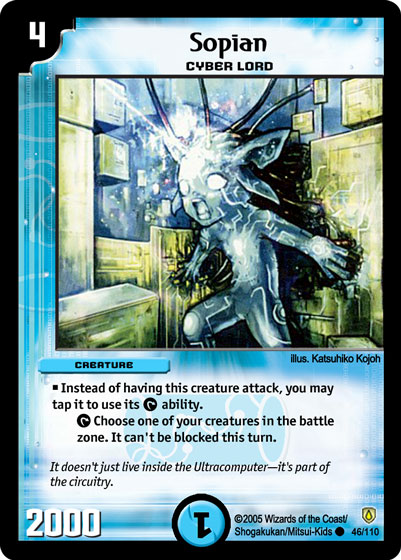 4
Sopian
CYBER LORD
illus. Katsuhiko Kojoh
CREATURE
▪ Instead of having this creature attack, you may
tap it to use its ability.
Choose one of your creatures in the battle
zone. It can't be blocked this turn.
It doesn't just live inside the Ultracomputer—it's part of
the circuitry.
2000
1
©2005 Wizards of the Coast/
Shogakukan/Mitsui-Kids ● 46/110